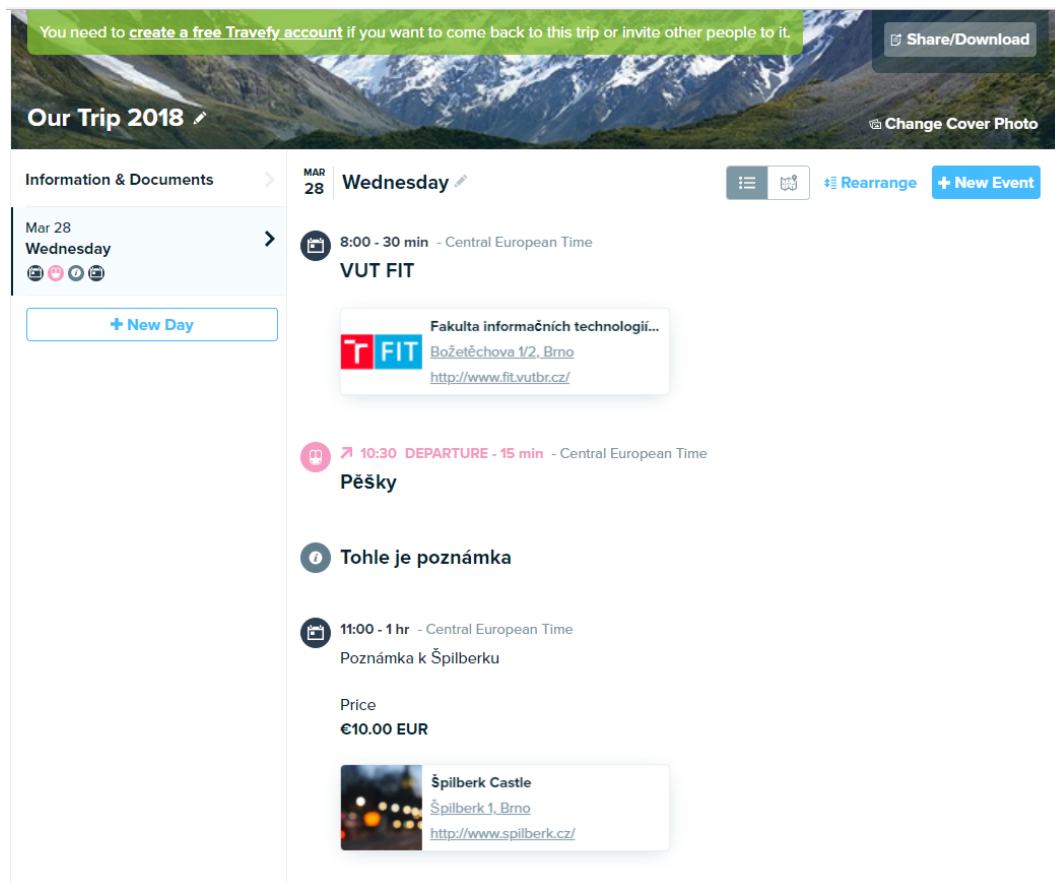 You need to create a free Travefy account if you want to come back to this trip or invite other people to it.
Share/Download
Our Trip 2018
Change Cover Photo
Information & Documents
MAR
28
Wednesday
Rearrange
+ New Event
Mar 28
Wednesday
+ New Day
8:00 - 30 min - Central European Time
VUT FIT
T FIT
Fakulta informačních technologií...
Božetěchova 1/2, Brno
http://www.fit.vutbr.cz/
10:30 DEPARTURE - 15 min - Central European Time
Pěšky
Tohle je poznámka
11:00 - 1 hr - Central European Time
Poznámka k Špilberku
Price
€10.00 EUR
Špilberk Castle
Špilberk 1, Brno
http://www.spilberk.cz/